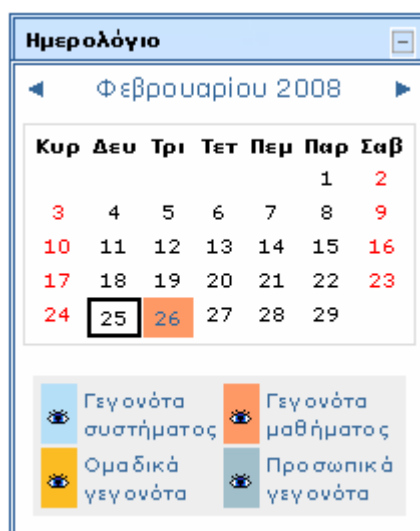 Ημερολόγιο
Φεβρουαρίου 2008
Κυρ Δευ Τρι Τετ Πεμ Παρ Σαβ
1 2
3 4 5 6 7 8 9
10 11 12 13 14 15 16
17 18 19 20 21 22 23
24 25 26 27 28 29
Γεγονότα συστήματος
Γεγονότα μαθήματος
Ομαδικά γεγονότα
Προσωπικά γεγονότα